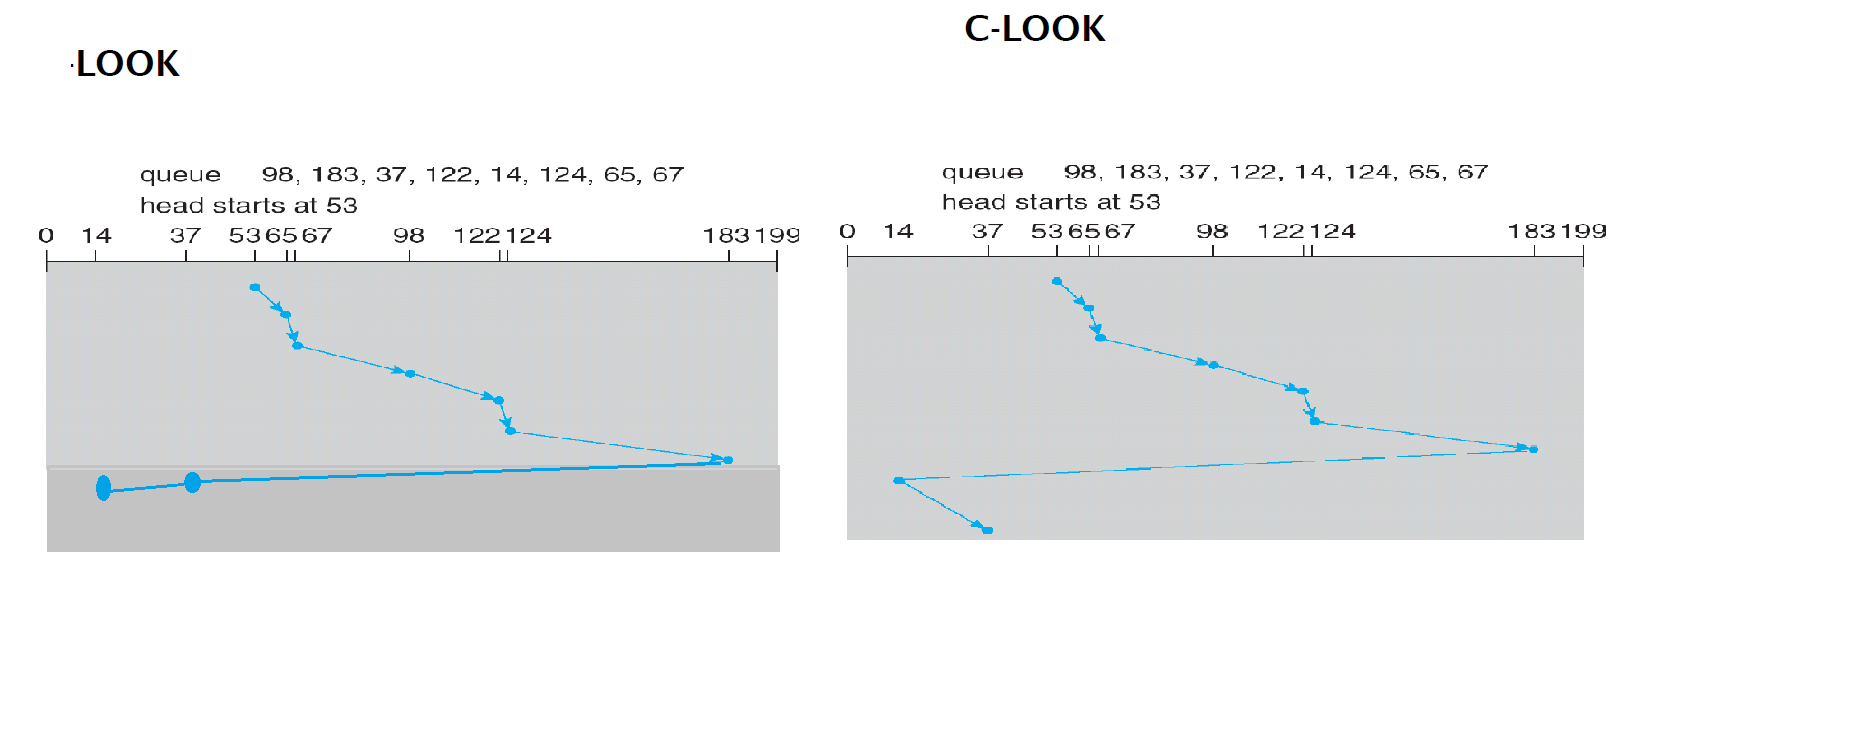 ·LOOK
queue 98, 183, 37, 122, 14, 124, 65, 67
head starts at 53
0 14 37 53 65 67 98 122 124 183 199
C-LOOK
queue 98, 183, 37, 122, 14, 124, 65, 67
head starts at 53
0 14 37 53 65 67 98 122 124 183 199